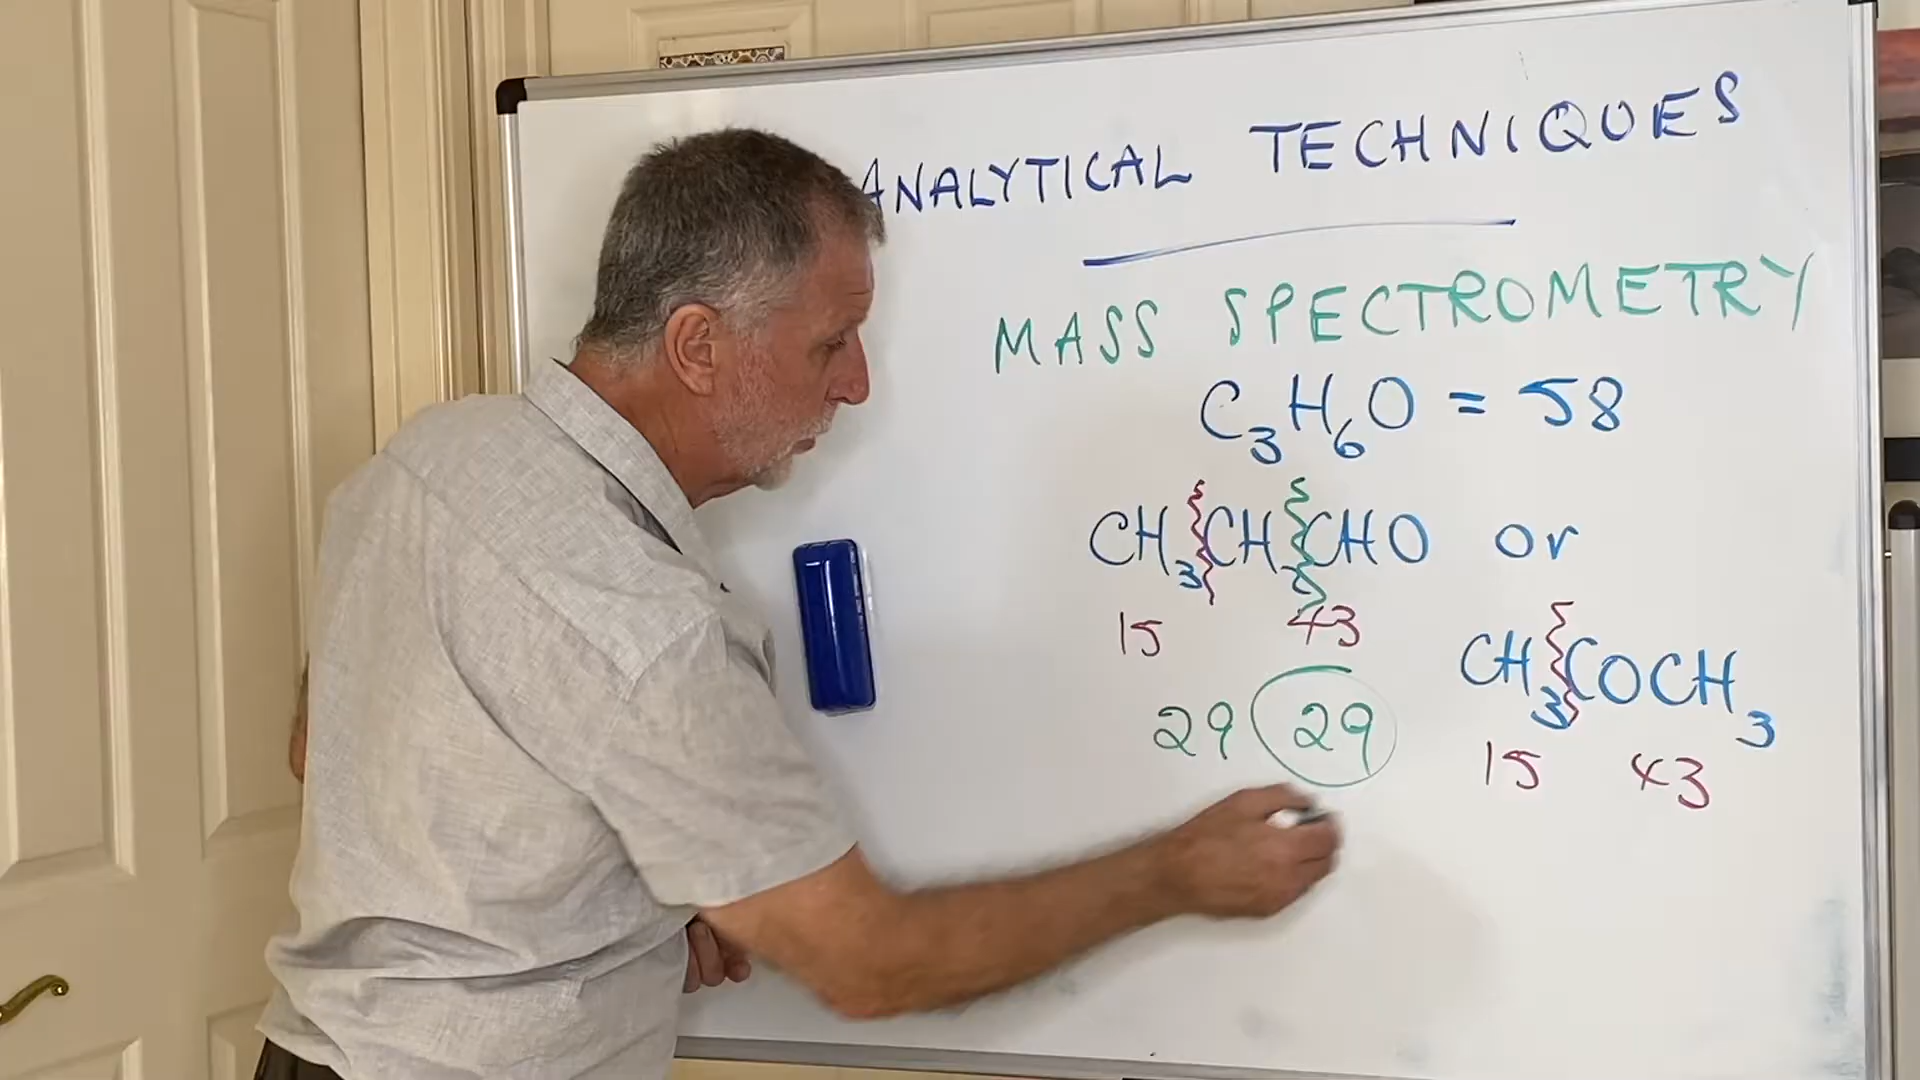 ANALYTICAL TECHNIQUES
MASS SPECTROMETRY
C₃H₆O = 58
CH₃CH₂CHO or
15 43
CH₃COCH₃
29 29
15 43